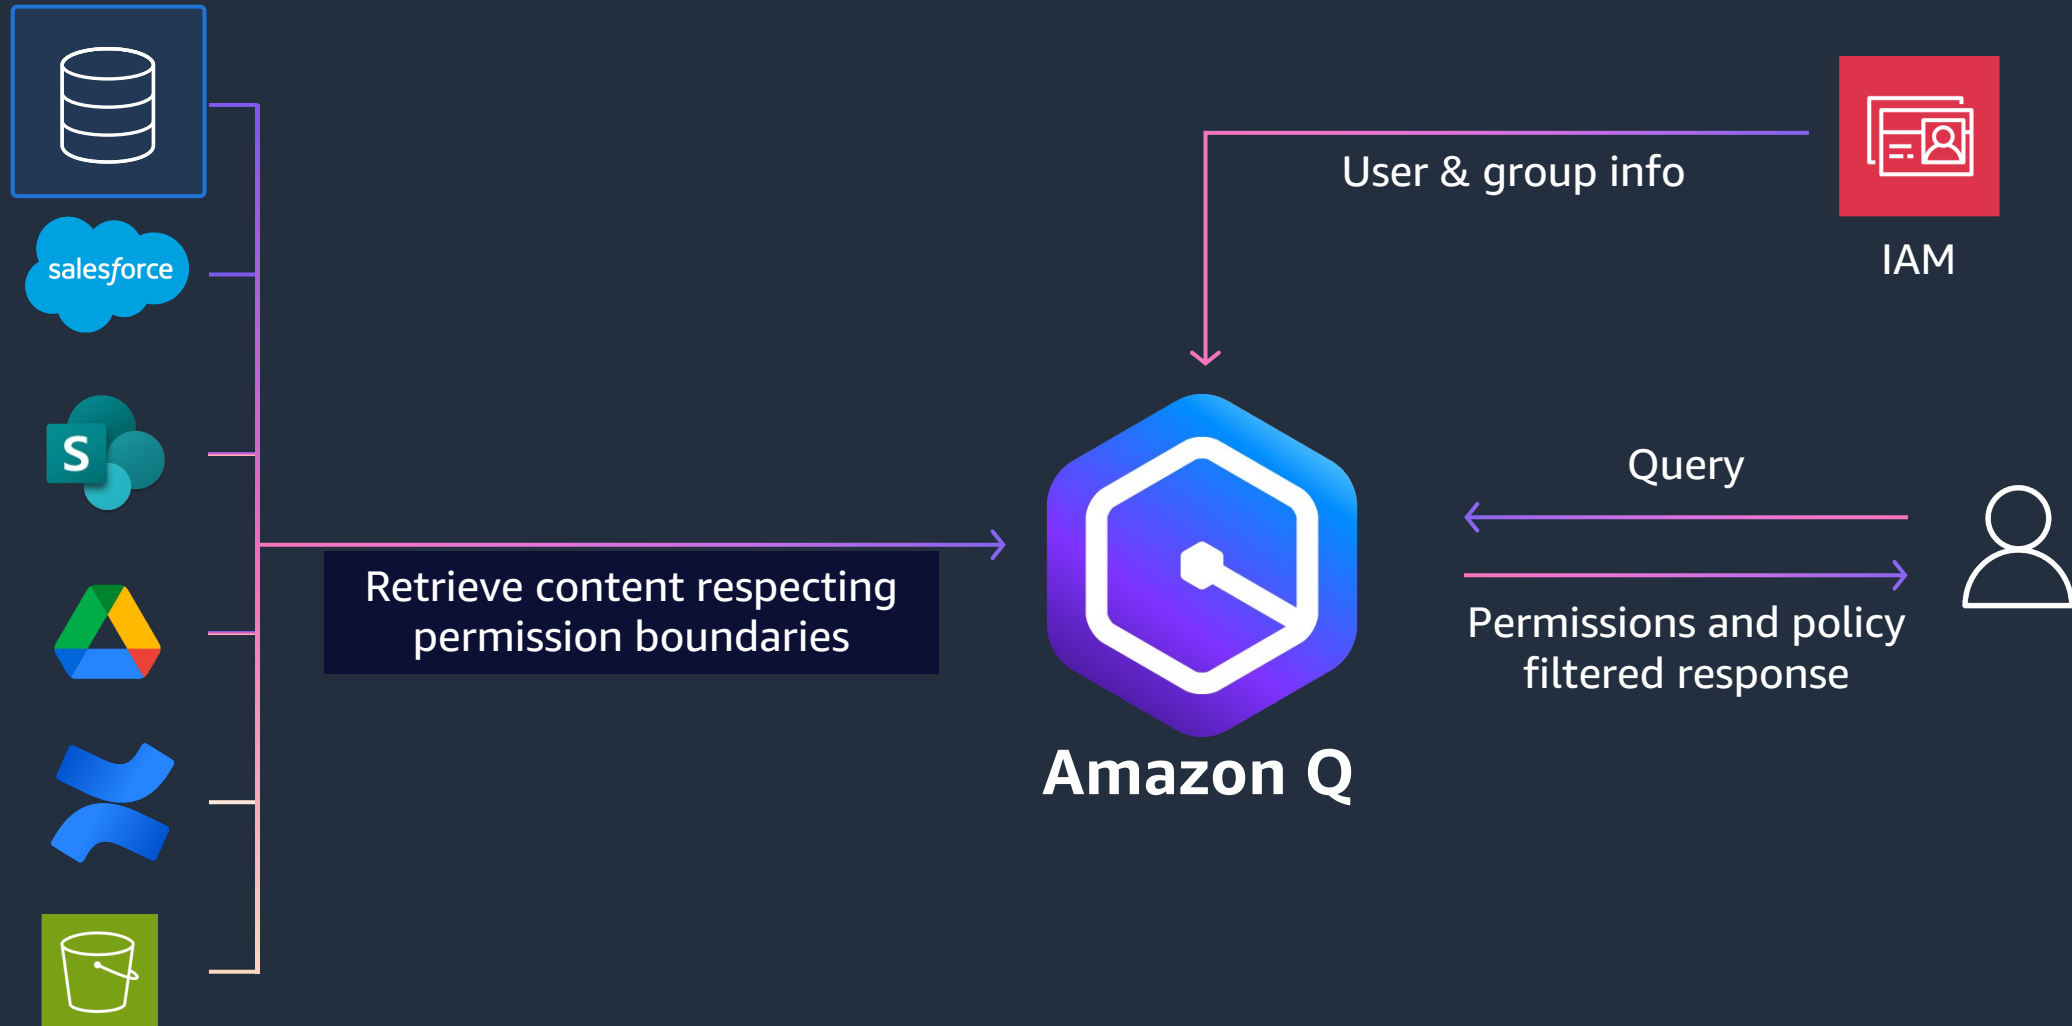 salesforce
S
User & group info
IAM
Query
Retrieve content respecting
permission boundaries
Permissions and policy
filtered response
Amazon Q